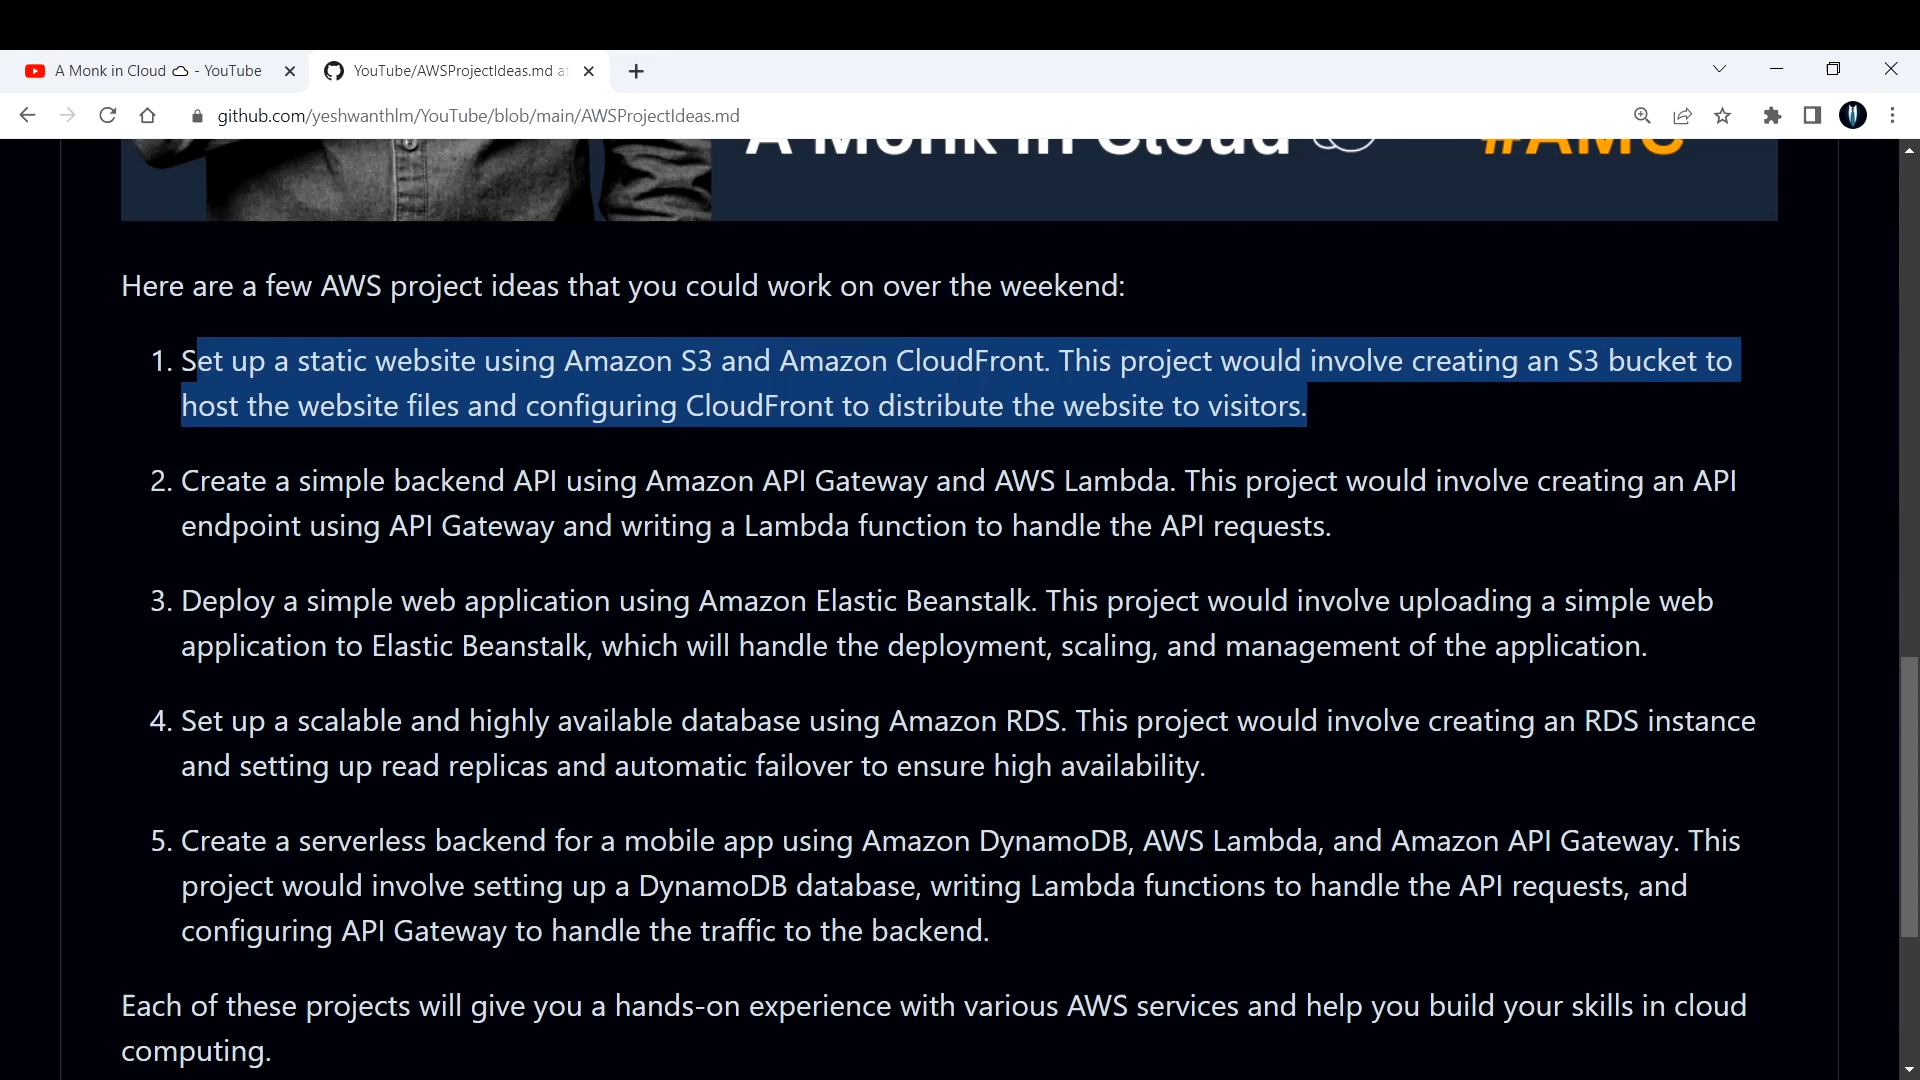 A Monk in Cloud - YouTube
YouTube/AWSProjectIdeas.md at
github.com/yeshwanthlm/YouTube/blob/main/AWSProjectIdeas.md
A Monk in Cloud #AMC
Here are a few AWS project ideas that you could work on over the weekend:
1. Set up a static website using Amazon S3 and Amazon CloudFront. This project would involve creating an S3 bucket to
host the website files and configuring CloudFront to distribute the website to visitors.
2. Create a simple backend API using Amazon API Gateway and AWS Lambda. This project would involve creating an API
endpoint using API Gateway and writing a Lambda function to handle the API requests.
3. Deploy a simple web application using Amazon Elastic Beanstalk. This project would involve uploading a simple web
application to Elastic Beanstalk, which will handle the deployment, scaling, and management of the application.
4. Set up a scalable and highly available database using Amazon RDS. This project would involve creating an RDS instance
and setting up read replicas and automatic failover to ensure high availability.
5. Create a serverless backend for a mobile app using Amazon DynamoDB, AWS Lambda, and Amazon API Gateway. This
project would involve setting up a DynamoDB database, writing Lambda functions to handle the API requests, and
configuring API Gateway to handle the traffic to the backend.
Each of these projects will give you a hands-on experience with various AWS services and help you build your skills in cloud
computing.